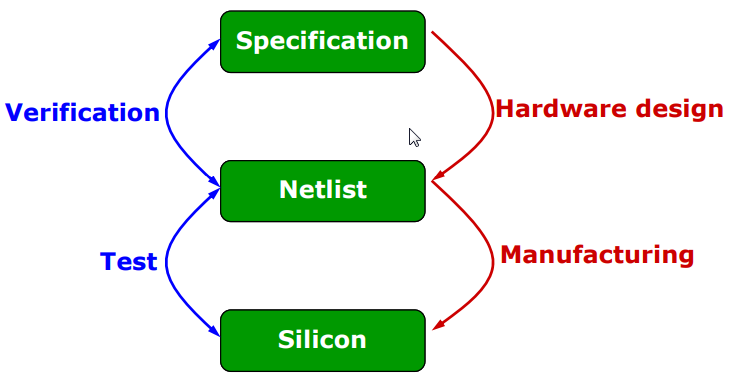 Specification
Verification
Hardware design
Netlist
Test
Manufacturing
Silicon